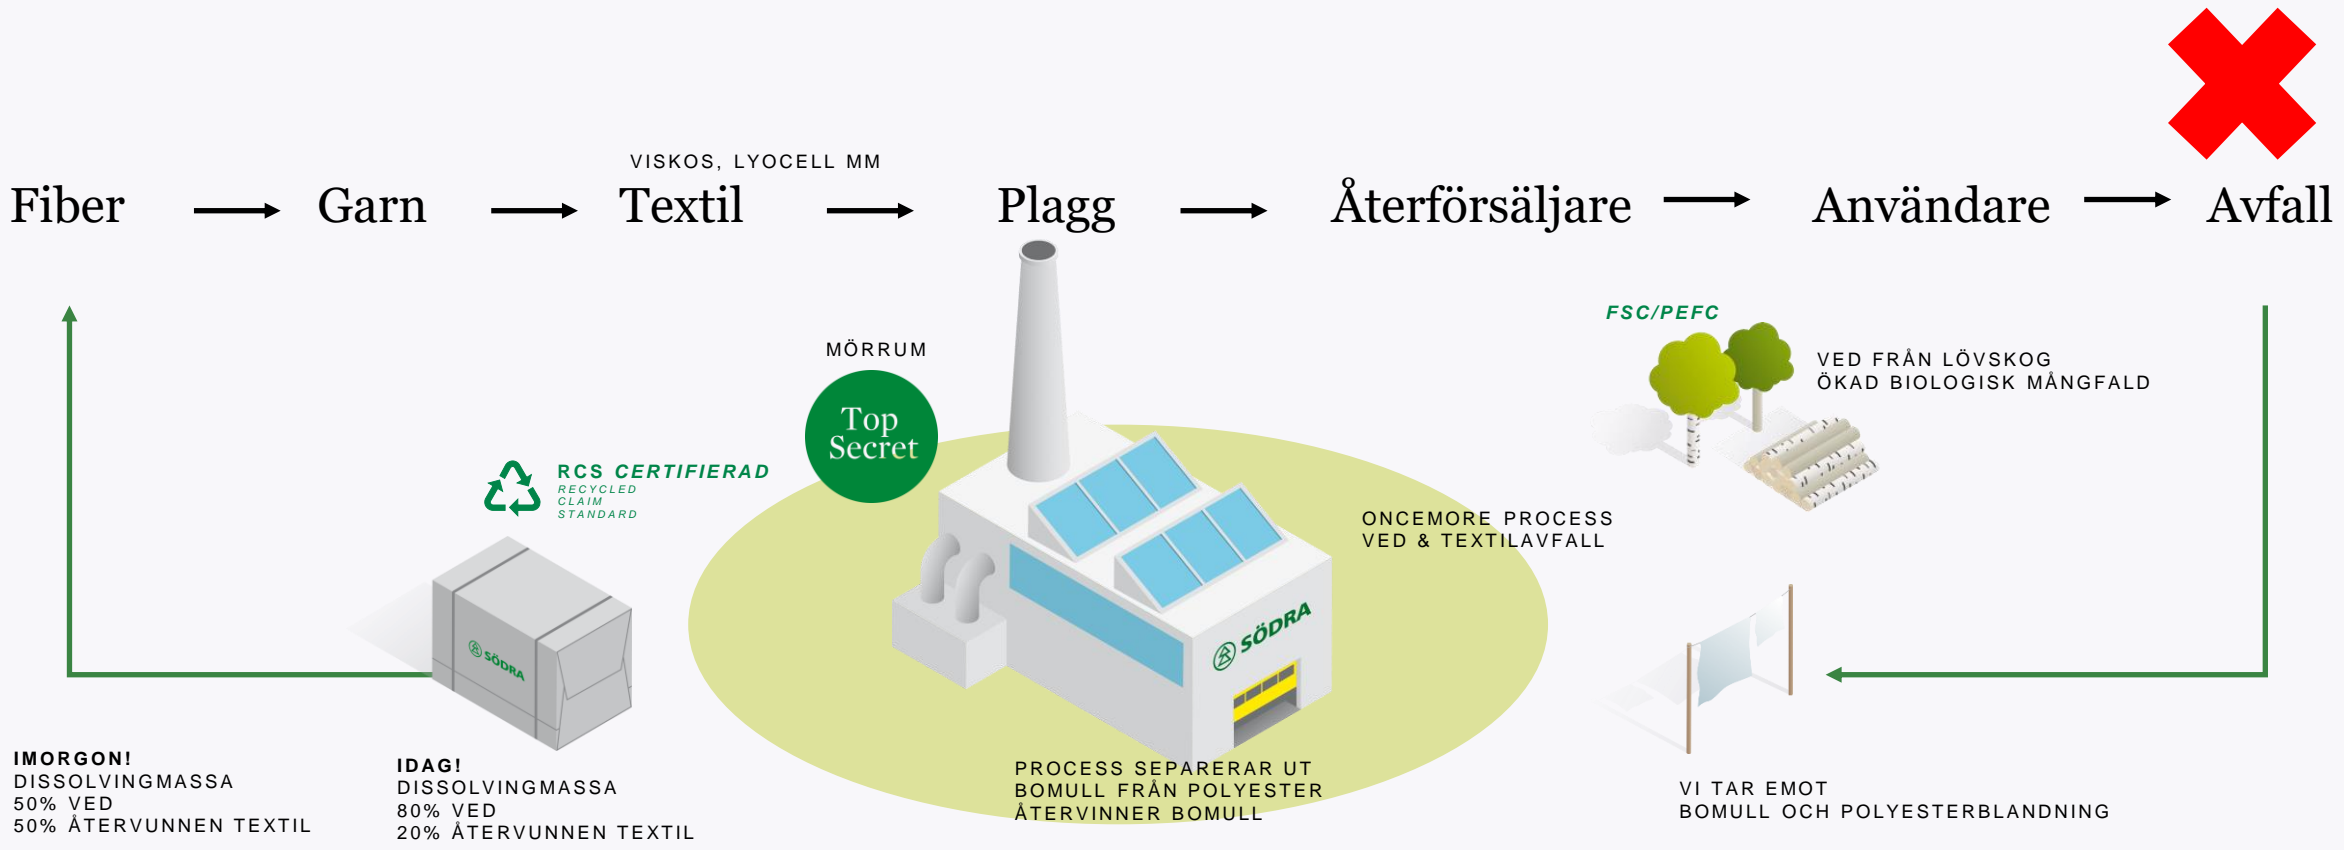 VISKOS, LYOCELL MM
Fiber
Garn
Textil
Plagg
Återförsäljare
Användare
Avfall
FSC/PEFC
VED FRÅN LÖVSKOG
ÖKAD BIOLOGISK MÅNGFALD
MÖRRUM
Top
Secret
RCS CERTIFIERAD
RECYCLED
CLAIM
STANDARD
ONCEMORE PROCESS
VED & TEXTILAVFALL
SÖDRA
SÖDRA
IMORGON!
DISSOLVINGMASSA
50% VED
50% ÅTERVUNNEN TEXTIL
IDAG!
DISSOLVINGMASSA
80% VED
20% ÅTERVUNNEN TEXTIL
PROCESS SEPARERAR UT
BOMULL FRÅN POLYESTER
ÅTERVINNER BOMULL
VI TAR EMOT
BOMULL OCH POLYESTERBLANDNING